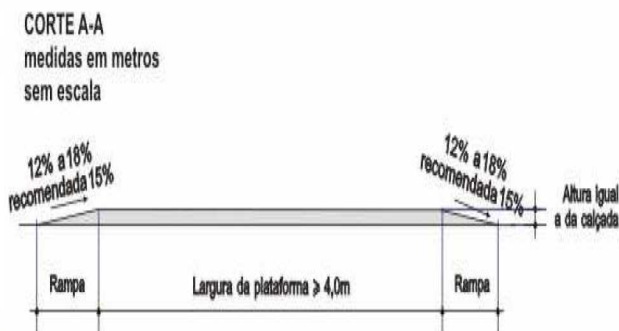 CORTE A-A
medidas em metros
sem escala
12% a 18%
recomendada 15%
12% a 18%
recomendada 15%
Altura igual
a da calçada
Rampa
Largura da plataforma ⩾ 4,0m
Rampa